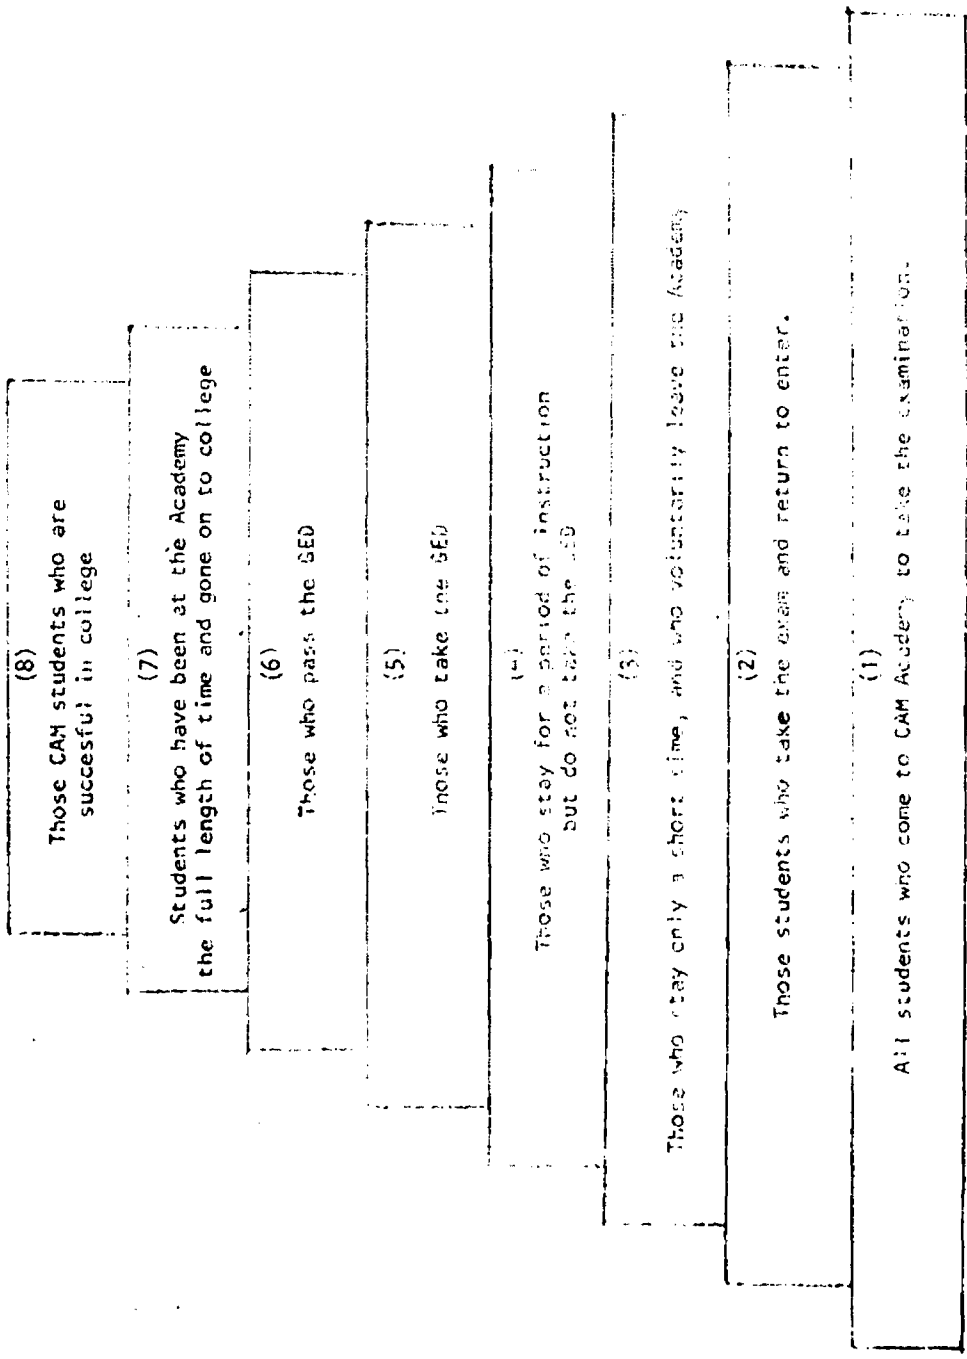 (8)
Those CAM students who are
succesful in college
(7)
Students who have been at the Academy
the full length of time and gone on to college
(6)
Those who pass the GED
(5)
Those who take the GED
(4)
Those who stay for a period of instruction
but do not take the GED
(3)
Those who stay only a short time, and who voluntarily leave the Academy
(2)
Those students who take the exam and return to enter.
(1)
All students who come to CAM Academy to take the examination.